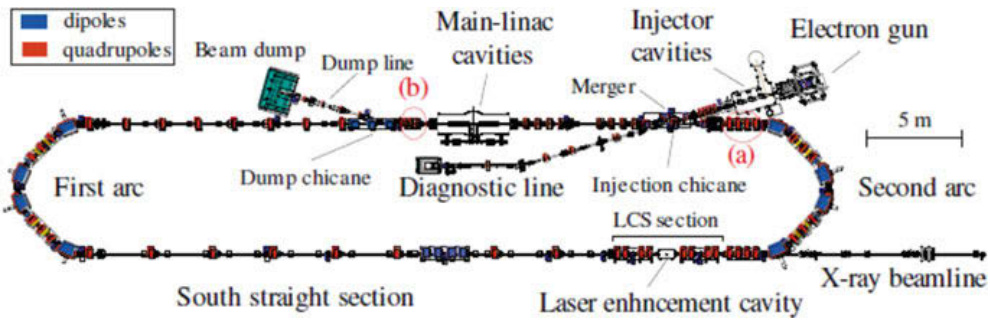 dipoles
quadrupoles
Beam dump
Dump line
(b)
Main-linac
cavities
Injector
cavities
Electron gun
Merger
5 m
(a)
First arc
Dump chicane
Diagnostic line
Injection chicane
Second arc
LCS section
South straight section
Laser enhncement cavity
X-ray beamline